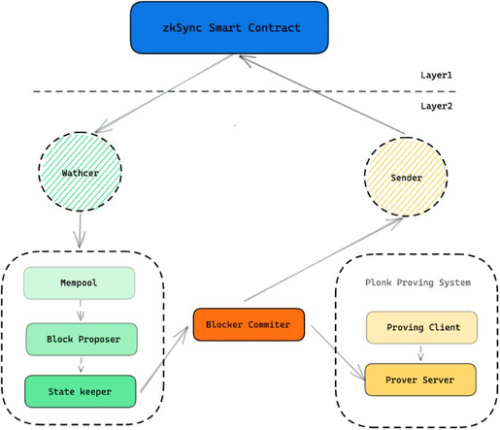 zkSync Smart Contract
Layer1
Layer2
Wathcer
Sender
Mempool
Block Proposer
State keeper
Blocker Commiter
Plonk Proving System
Proving Client
Prover Server